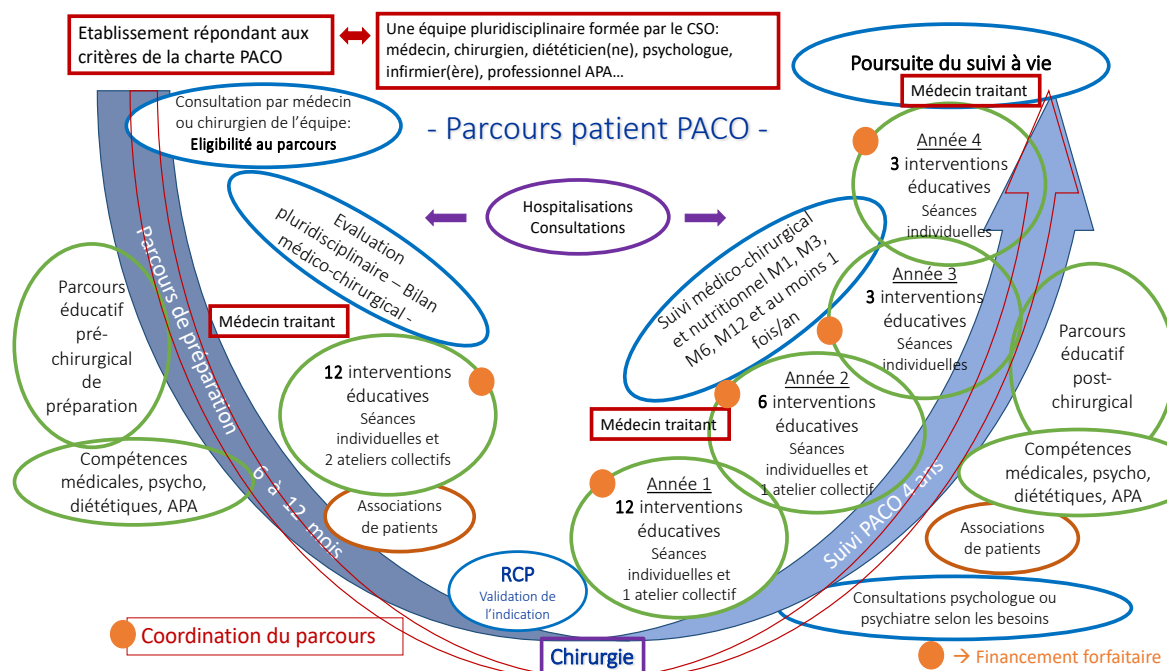 Etablissement répondant aux
critères de la charte PACO
Une équipe pluridisciplinaire formée par le CSO:
médecin, chirurgien, diététicien(ne), psychologue,
infirmier(ère), professionnel APA...
Poursuite du suivi à vie
Médecin traitant
Consultation par médecin
ou chirurgien de l'équipe:
Eligibilité au parcours
- Parcours patient PACO -
Année 4
3 interventions
éducatives
Séances
individuelles
Hospitalisations
Consultations
Evaluation
pluridisciplinaire – Bilan
médico-chirurgical -
Suivi médico-chirurgical
et nutritionnel M1, M3,
M6, M12 et au moins 1
fois/an
Année 3
3 interventions
éducatives
Séances
individuelles
Parcours de préparation
6 à 12 mois
Parcours
éducatif
pré-
chirurgical
de
préparation
Médecin traitant
12 interventions
éducatives
Séances
individuelles et
2 ateliers collectifs
Année 2
6 interventions
éducatives
Séances
individuelles et
1 atelier collectif
Médecin traitant
Parcours
éducatif
post-
chirurgical
Compétences
médicales, psycho,
diététiques, APA
Compétences
médicales, psycho,
diététiques, APA
Associations
de patients
Année 1
12 interventions
éducatives
Séances
individuelles et
1 atelier collectif
Suivi PACO 4 ans
Associations
de patients
RCP
Validation de
l'indication
Consultations psychologue ou
psychiatre selon les besoins
Coordination du parcours
Chirurgie
→ Financement forfaitaire